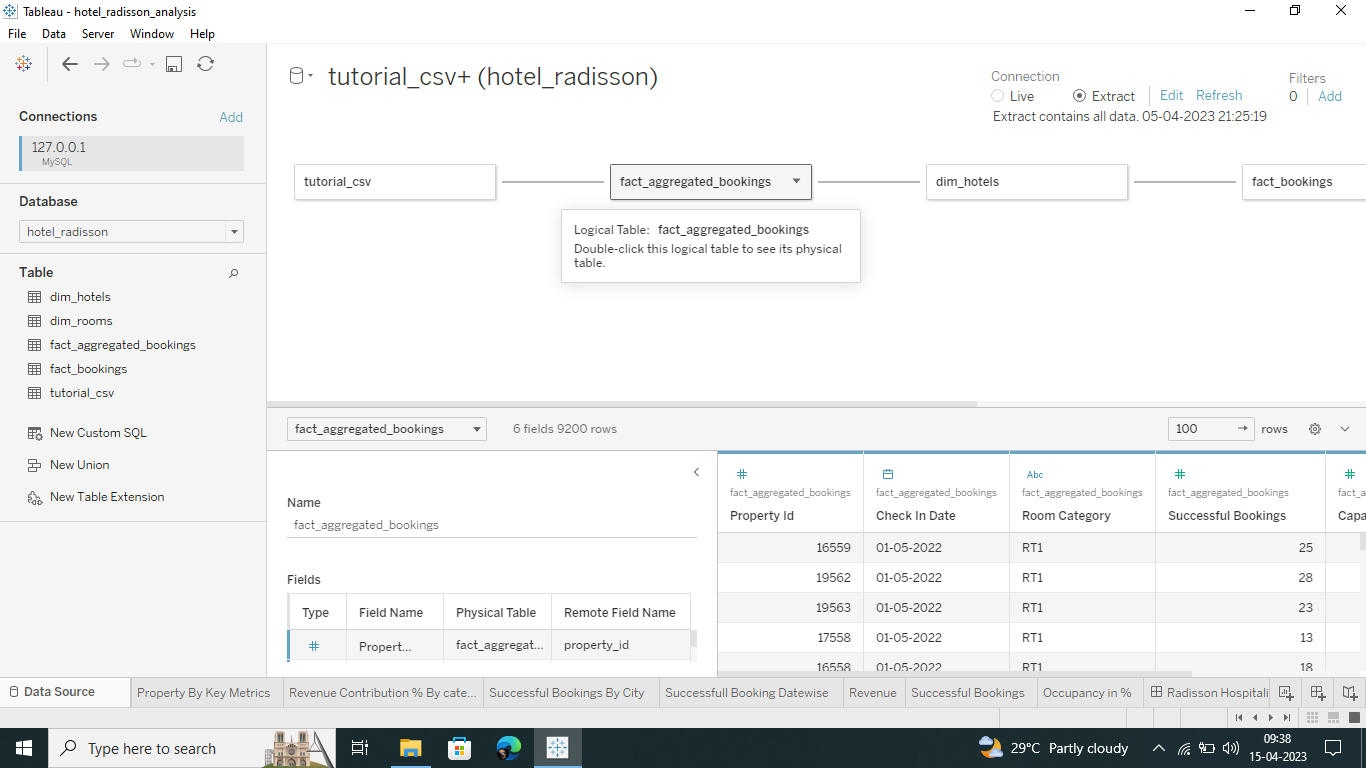 Tableau - hotel_radisson_analysis
File Data Server Window Help
Connections Add
127.0.0.1
MySQL
Database
hotel_radisson
Table
dim_hotels
dim_rooms
fact_aggregated_bookings
fact_bookings
tutorial_csv
New Custom SQL
New Union
New Table Extension
tutorial_csv+ (hotel_radisson)
Connection
Live Extract Edit Refresh
Extract contains all data. 05-04-2023 21:25:19
Filters
0 Add
tutorial_csv fact_aggregated_bookings dim_hotels fact_bookings
Logical Table: fact_aggregated_bookings
Double-click this logical table to see its physical
table.
fact_aggregated_bookings 6 fields 9200 rows 100 rows
Name
fact_aggregated_bookings
Fields
Type Field Name Physical Table Remote Field Name
# Propert... fact_aggregat... property_id
# Abc # #
fact_aggregated_bookings fact_aggregated_bookings fact_aggregated_bookings fact_aggregated_bookings fact_a
Property Id Check In Date Room Category Successful Bookings Capa
16559 01-05-2022 RT1 25
19562 01-05-2022 RT1 28
19563 01-05-2022 RT1 23
17558 01-05-2022 RT1 13
16558 01-05-2022 RT1 18
Data Source Property By Key Metrics Revenue Contribution % By cate... Successful Bookings By City Successfull Booking Datewise Revenue Successful Bookings Occupancy in % Radisson Hospitali
Type here to search 29°C Partly cloudy
09:38
15-04-2023